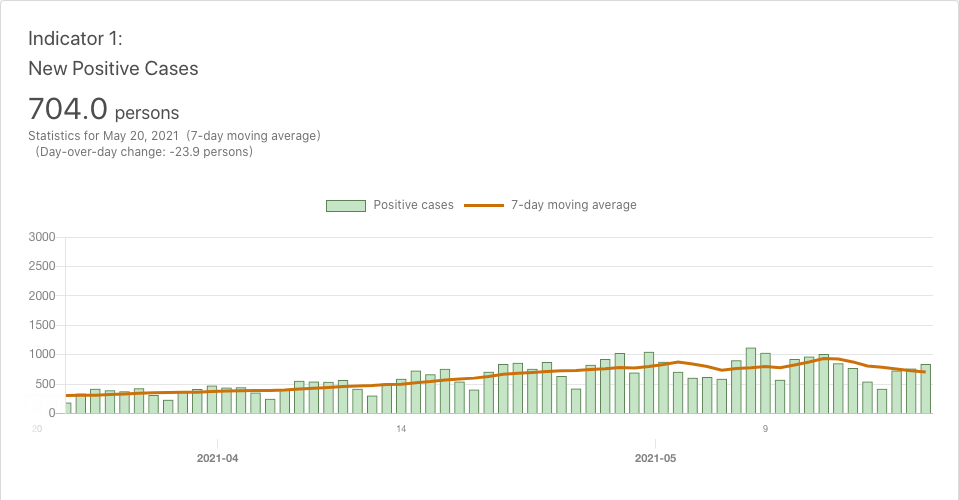 Indicator 1:
New Positive Cases
704.0 persons
Statistics for May 20, 2021 (7-day moving average)
(Day-over-day change: -23.9 persons)
Positive cases 7-day moving average
3000
2500
2000
1500
1000
500
0
20 14 9
2021-04 2021-05